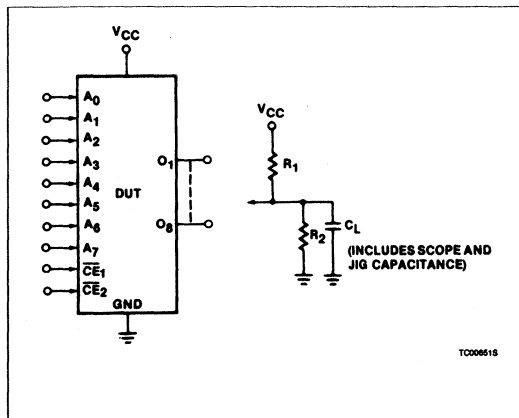 VCC
A0
A1
A2
A3
A4
A5
A6
A7
CE1
CE2
DUT
O1
O8
GND
VCC
R1
R2
CL
(INCLUDES SCOPE AND
JIG CAPACITANCE)
TC00651S